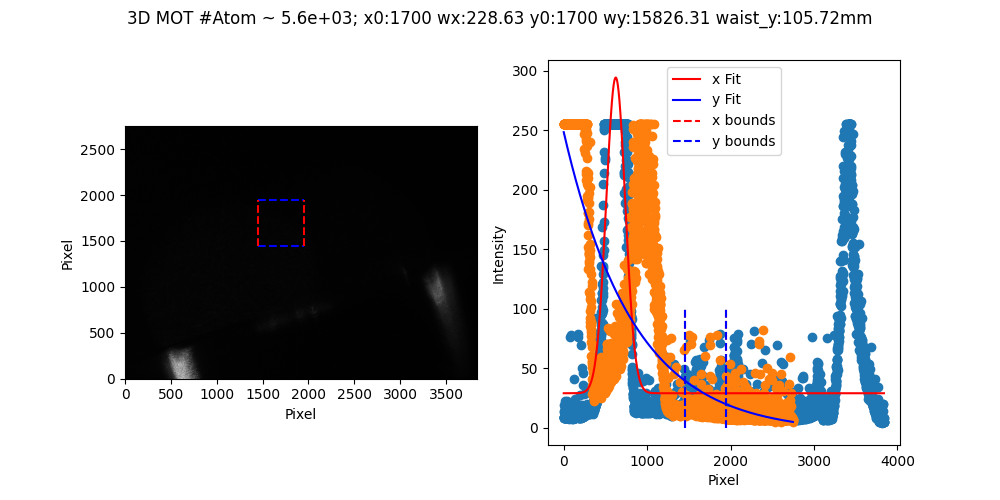 3D MOT #Atom ~ 5.6e+03; x0:1700 wx:228.63 y0:1700 wy:15826.31 waist_y:105.72mm
Pixel
2500
2000
1500
1000
500
0
0 500 1000 1500 2000 2500 3000 3500
Pixel
Intensity
300
250
200
150
100
50
0
0 1000 2000 3000 4000
Pixel
x Fit
y Fit
x bounds
y bounds